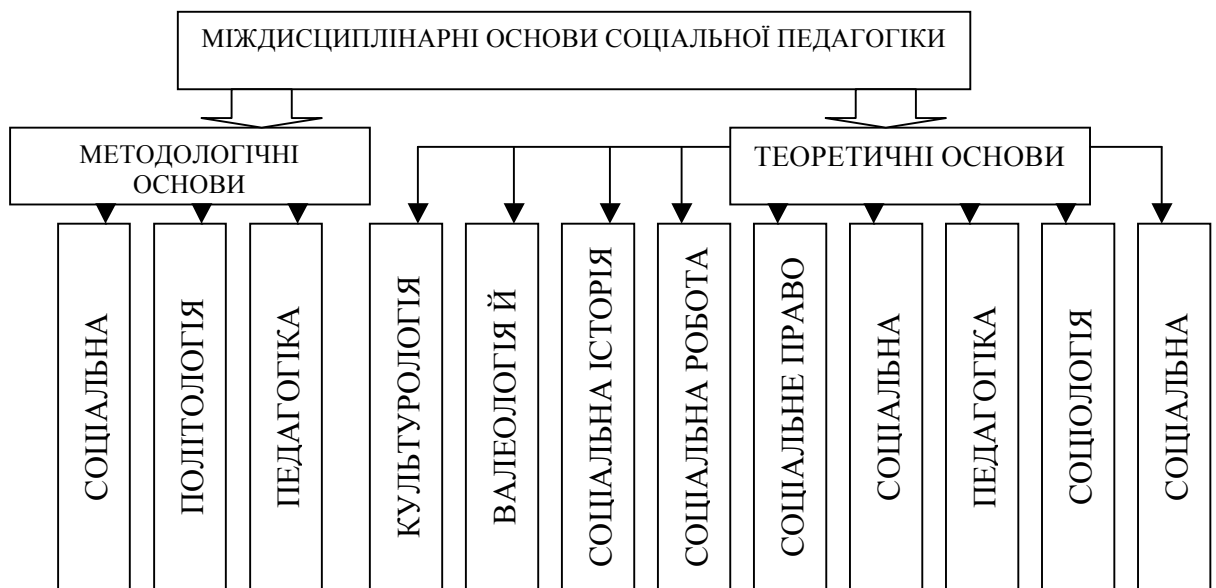 МІЖДИСЦИПЛІНАРНІ ОСНОВИ СОЦІАЛЬНОЇ ПЕДАГОГІКИ
МЕТОДОЛОГІЧНІ
ОСНОВИ
ТЕОРЕТИЧНІ ОСНОВИ
СОЦІАЛЬНА
ПОЛІТОЛОГІЯ
ПЕДАГОГІКА
КУЛЬТУРОЛОГІЯ
ВАЛЕОЛОГІЯ Й
СОЦІАЛЬНА ІСТОРІЯ
СОЦІАЛЬНА РОБОТА
СОЦІАЛЬНЕ ПРАВО
СОЦІАЛЬНА
ПЕДАГОГІКА
СОЦІОЛОГІЯ
СОЦІАЛЬНА